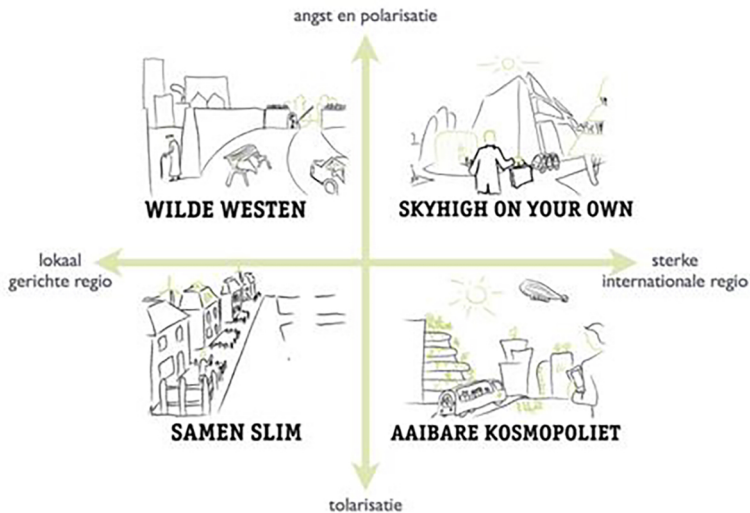 angst en polarisatie
WILDE WESTEN
SKYHIGH ON YOUR OWN
lokaal
gerichte regio
sterke
internationale regio
SAMEN SLIM
AAIBARE KOSMOPOLIET
tolarisatie